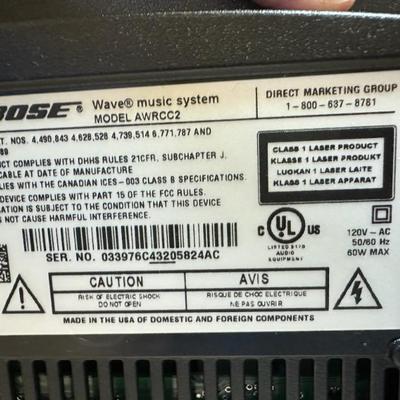 BOSE Wave® music system
MODEL AWRCC2
DIRECT MARKETING GROUP
1-800-637-8781
T. NOS. 4,490,843 4,628,528 4,739,514 6,771,787 AND
89
CT COMPLIES WITH DHHS RULES 21CFR, SUBCHAPTER J,
CABLE AT DATE OF MANUFACTURE
LIES WITH THE CANADIAN ICES-003 CLASS B SPECIFICATIONS.
DEVICE COMPLIES WITH PART 15 OF THE FCC RULES.
ATION IS SUBJECT TO THE CONDITION THAT THIS DEVICE
S NOT CAUSE HARMFUL INTERFERENCE.
CLASS 1 LASER PRODUCT
KLASSE 1 LASER PRODUKT
LUOKAN 1 LASER LAITE
KLASS 1 LASER APPARAT
C UL US
LISTED
AUDIO
EQUIPMENT
120V ~ AC
50/60 Hz
60W MAX
SER. NO. 033976C43205824AC
CAUTION
RISK OF ELECTRIC SHOCK
DO NOT OPEN
AVIS
RISQUE DE CHOC ELECTRIQUE
NE PAS OUVRIR
MADE IN THE USA OF DOMESTIC AND FOREIGN COMPONENTS